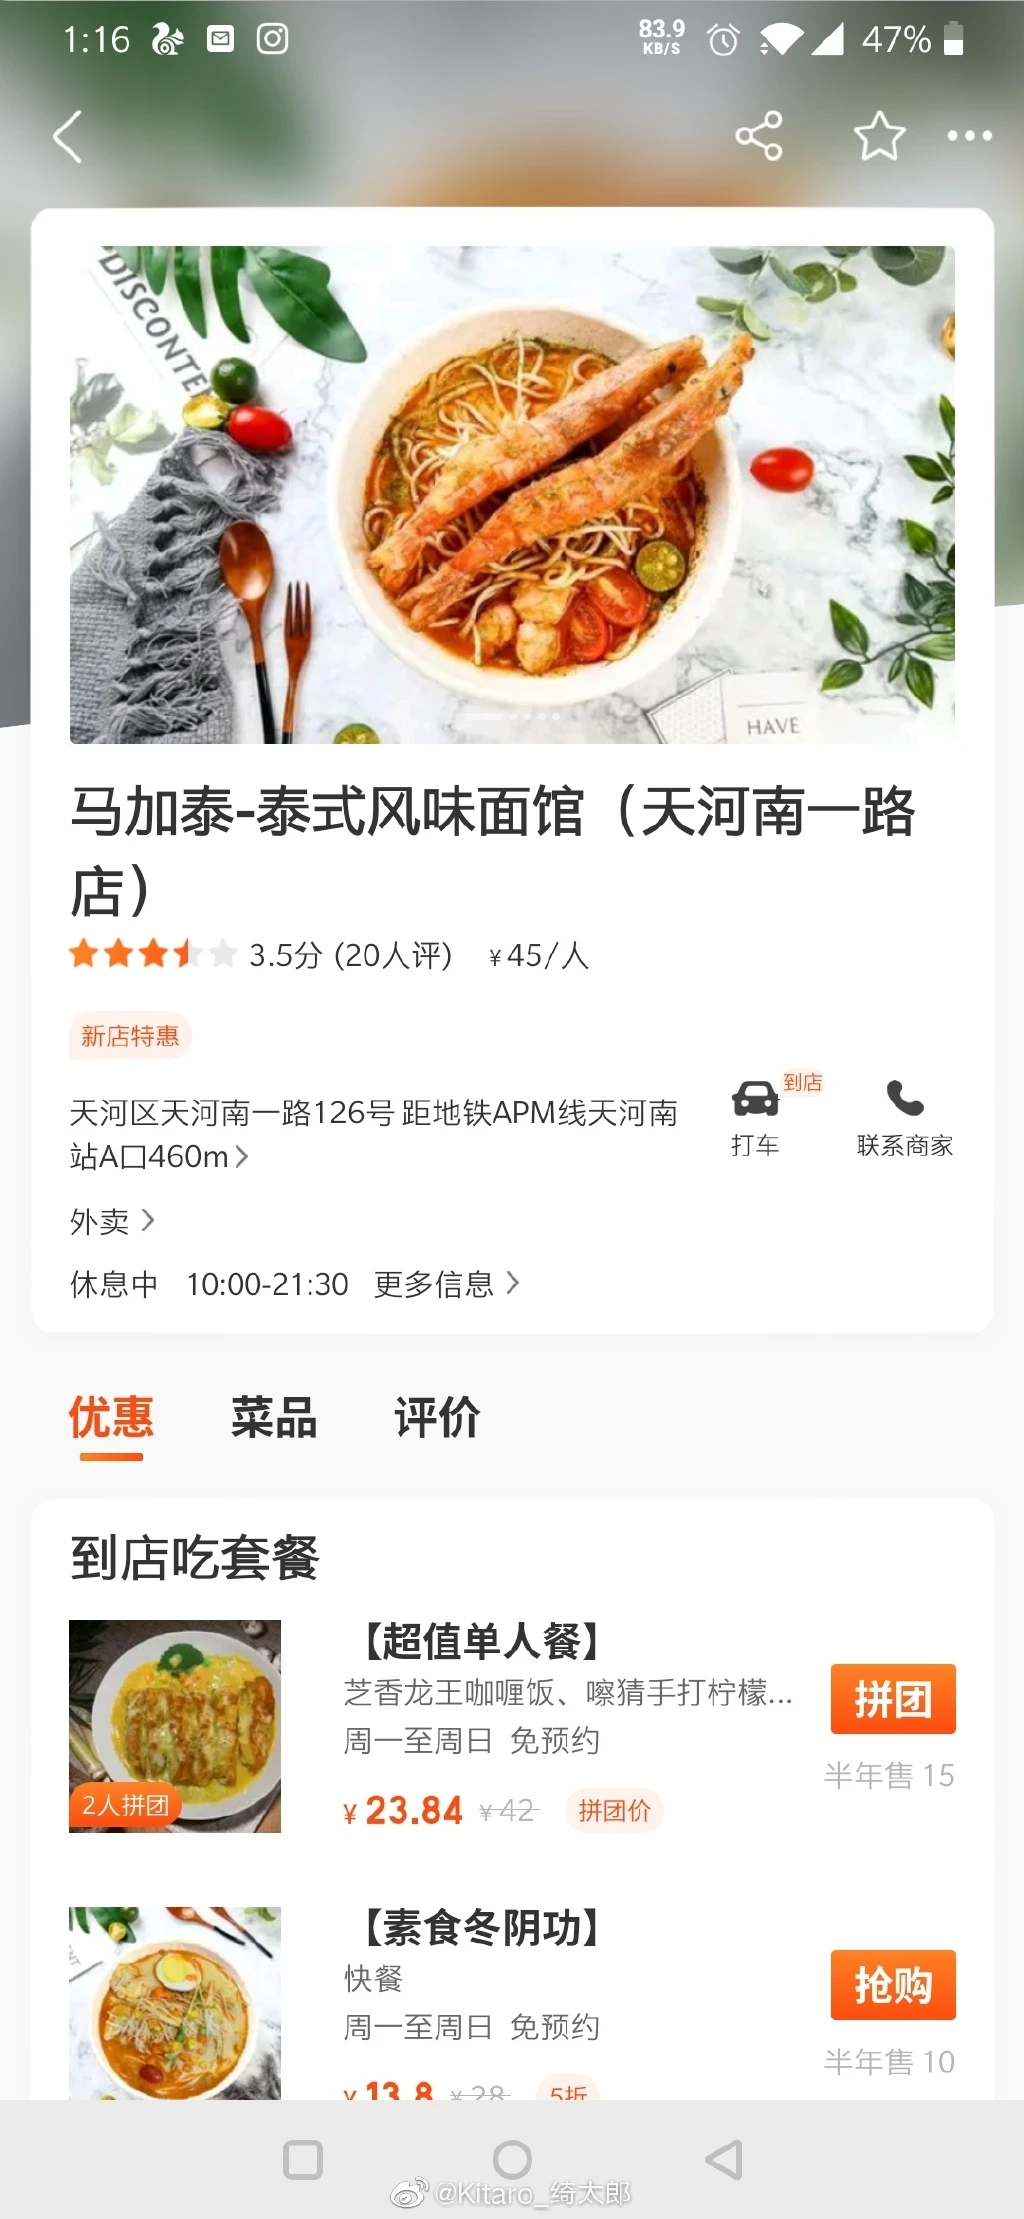 1:16
83.9
KB/S
47%
DISCONTE
HAVE
马加泰-泰式风味面馆（天河南一路
店）
3.5分 (20人评) ¥45/人
新店特惠
天河区天河南一路126号 距地铁APM线天河南
站A口460m
到店
打车
联系商家
外卖
休息中 10:00-21:30 更多信息
优惠 菜品 评价
到店吃套餐
【超值单人餐】
芝香龙王咖喱饭、嚓猜手打柠檬...
周一至周日 免预约
2人拼团
¥23.84 ¥42 拼团价
拼团
半年售 15
【素食冬阴功】
快餐
周一至周日 免预约
¥13.8 ¥28 5折
抢购
半年售 10
@Kitaro_绮太郎